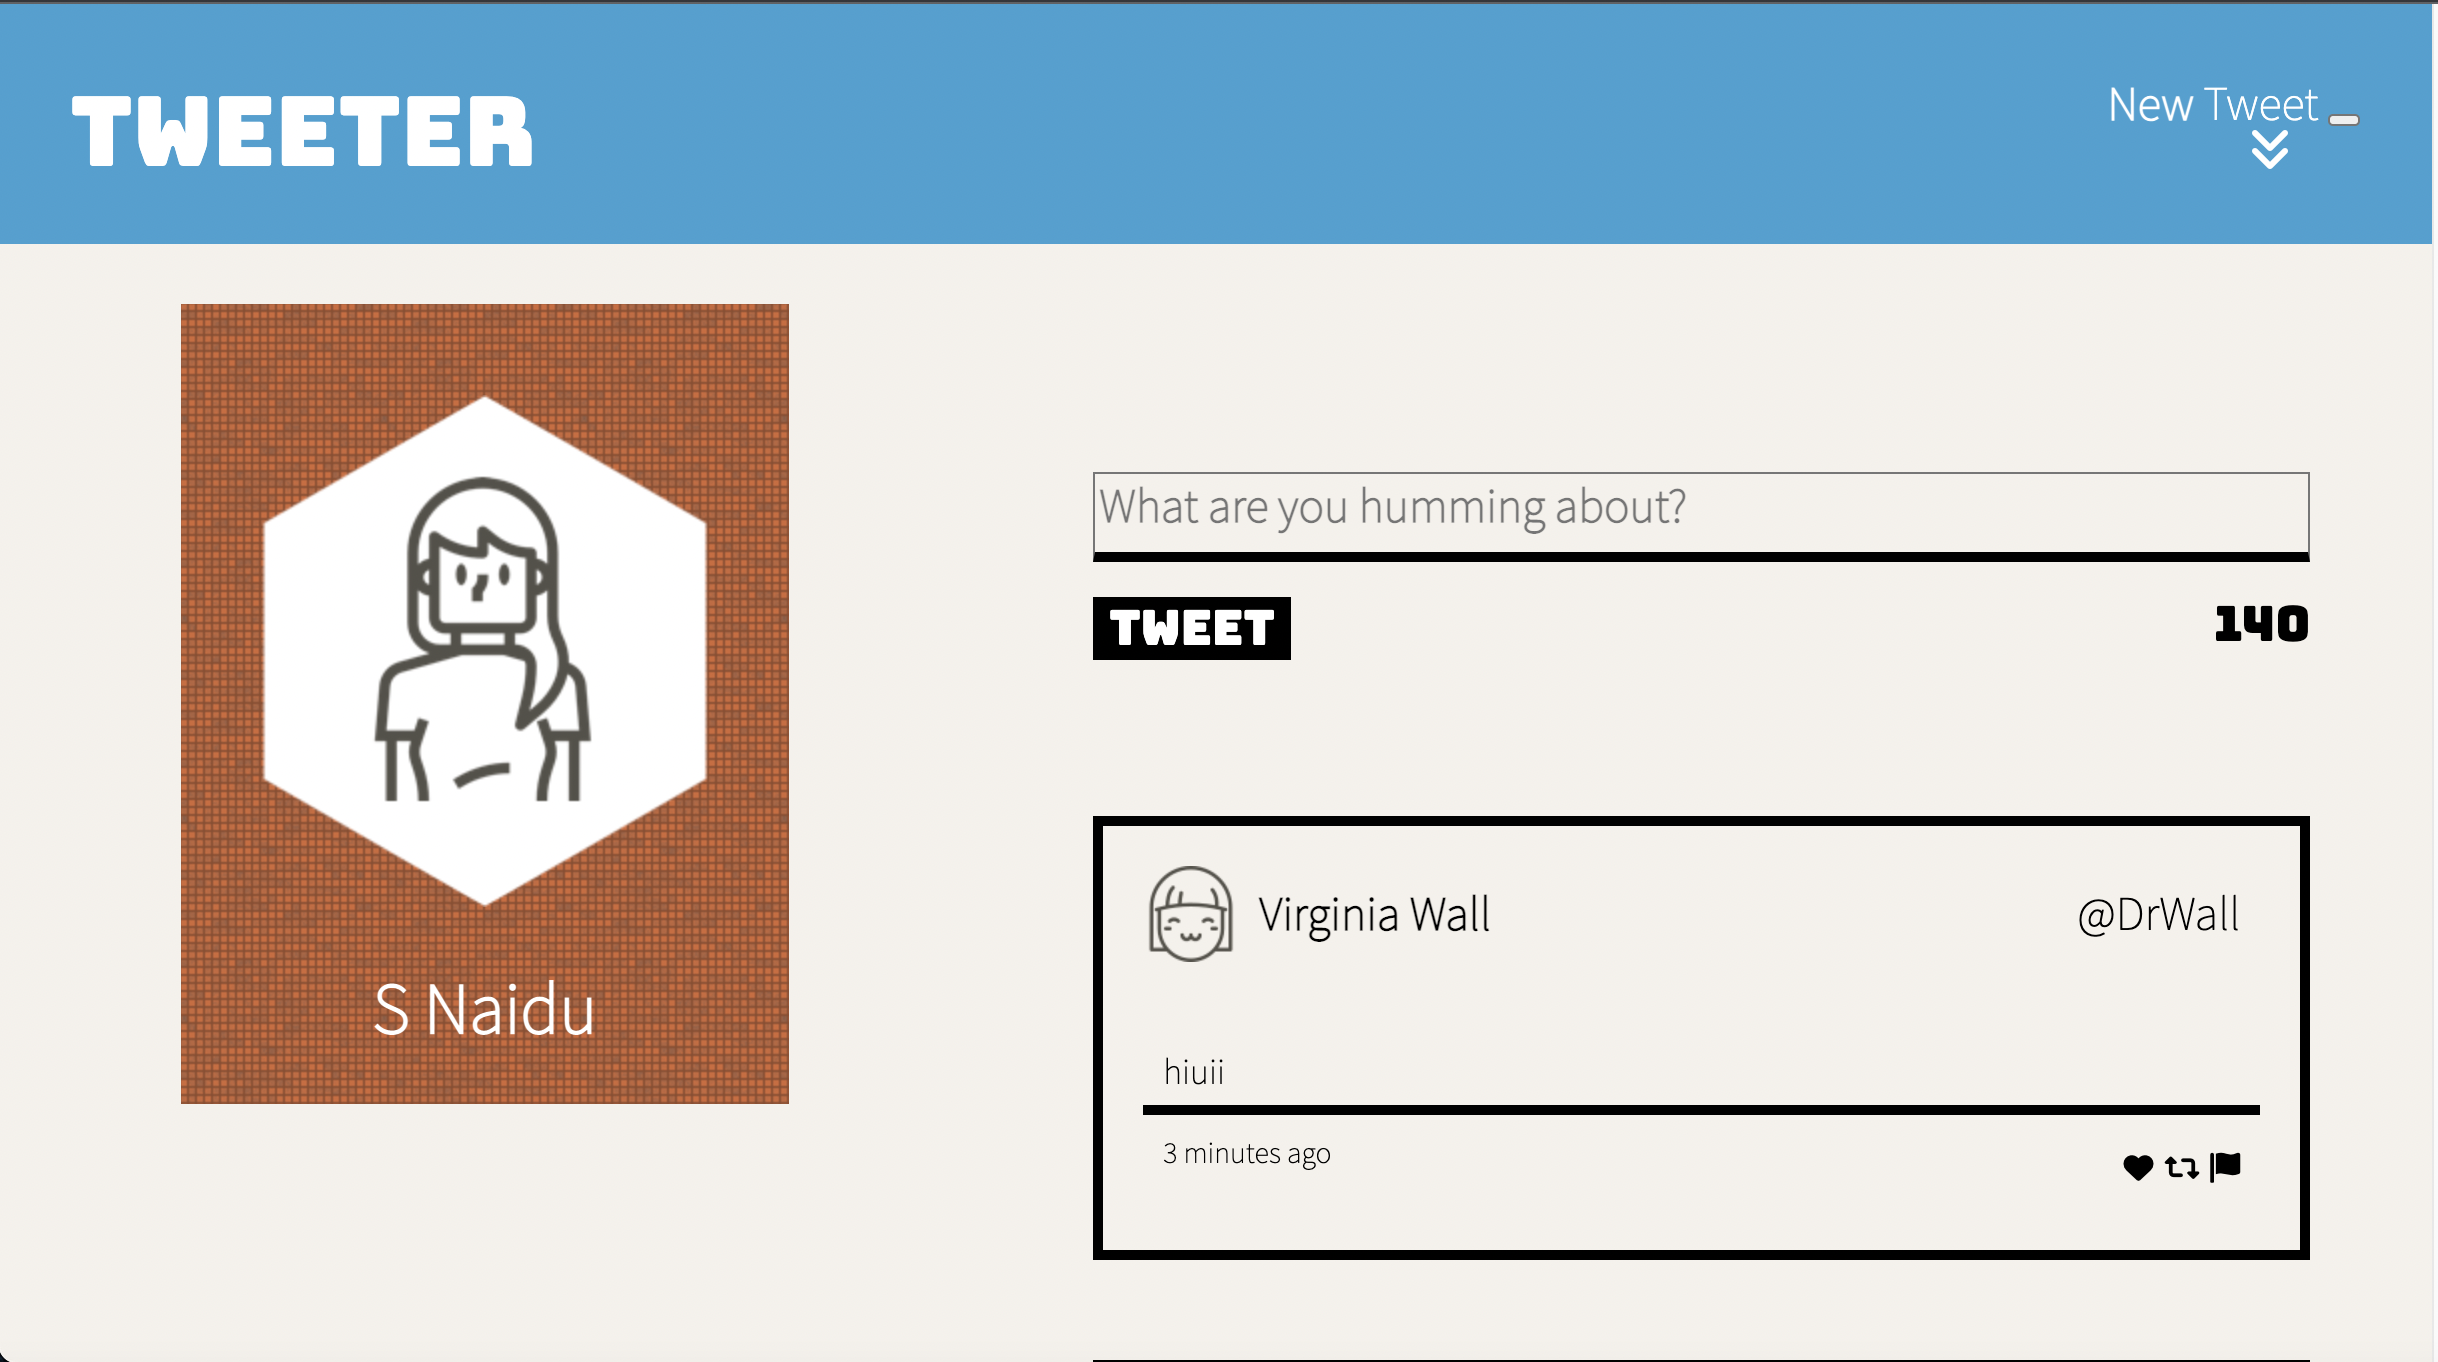 TWEETER
New Tweet
S Naidu
What are you humming about?
TWEET
140
Virginia Wall
@DrWall
hiuii
3 minutes ago